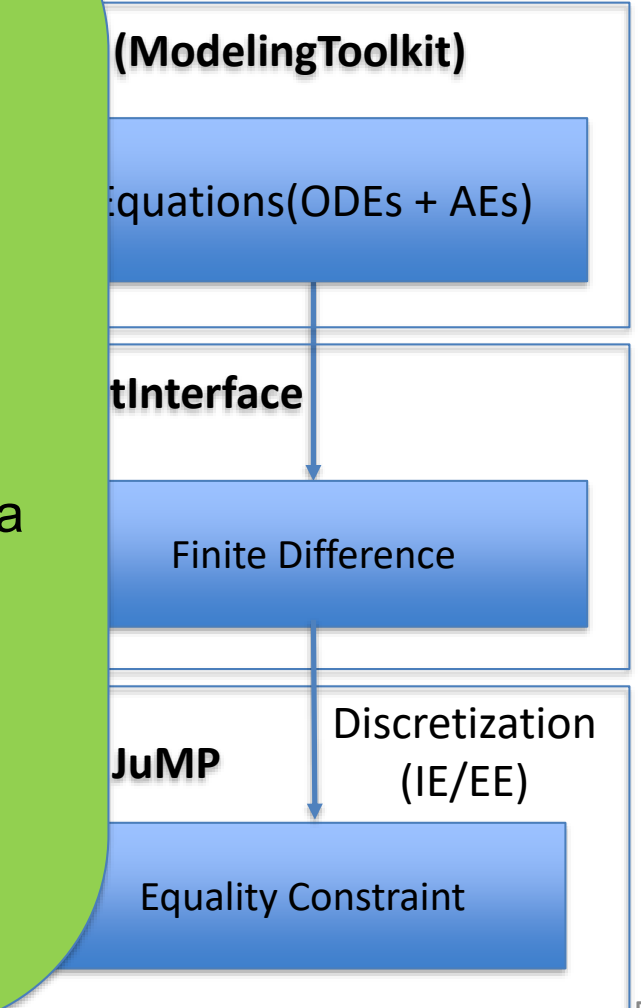 (ModelingToolkit)
Equations(ODEs + AEs)
tInterface
a
Finite Difference
Discretization
(IE/EE)
JuMP
Equality Constraint